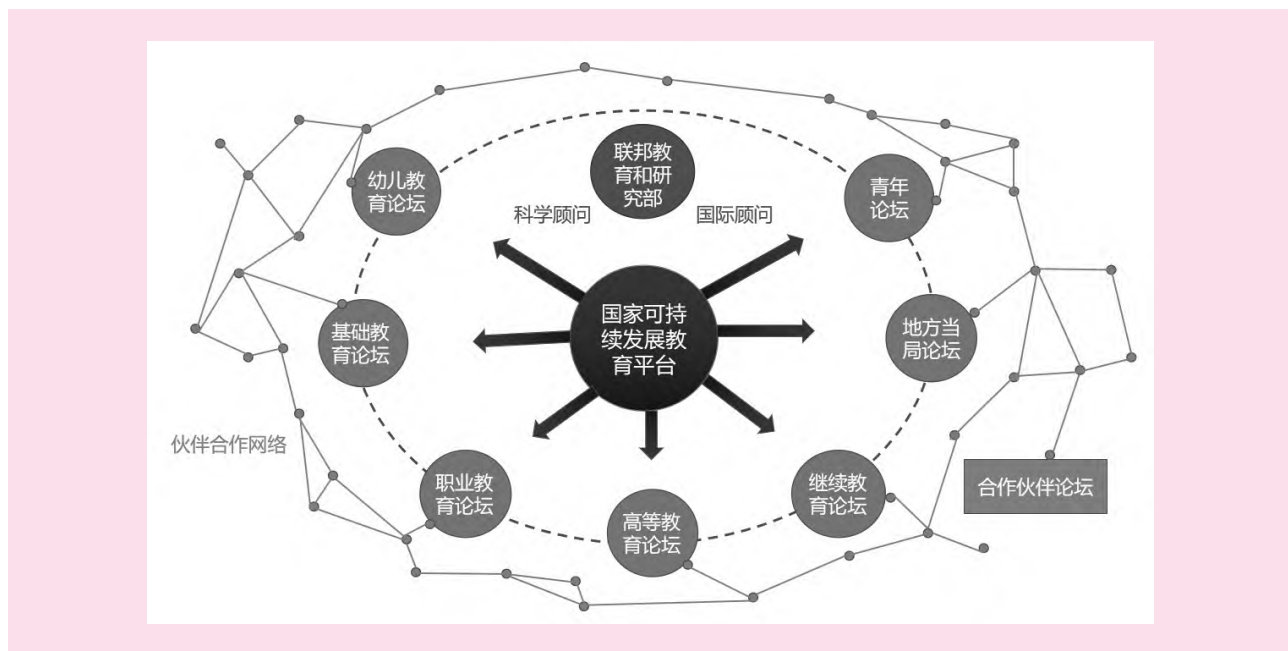 联邦教
育和研
究部
幼儿教
育论坛
青年
论坛
科学顾问
国际顾问
国家可持
续发展教
育平台
基础教
育论坛
地方当
局论坛
伙伴合作网络
职业教
育论坛
高等教
育论坛
继续教
育论坛
合作伙伴论坛